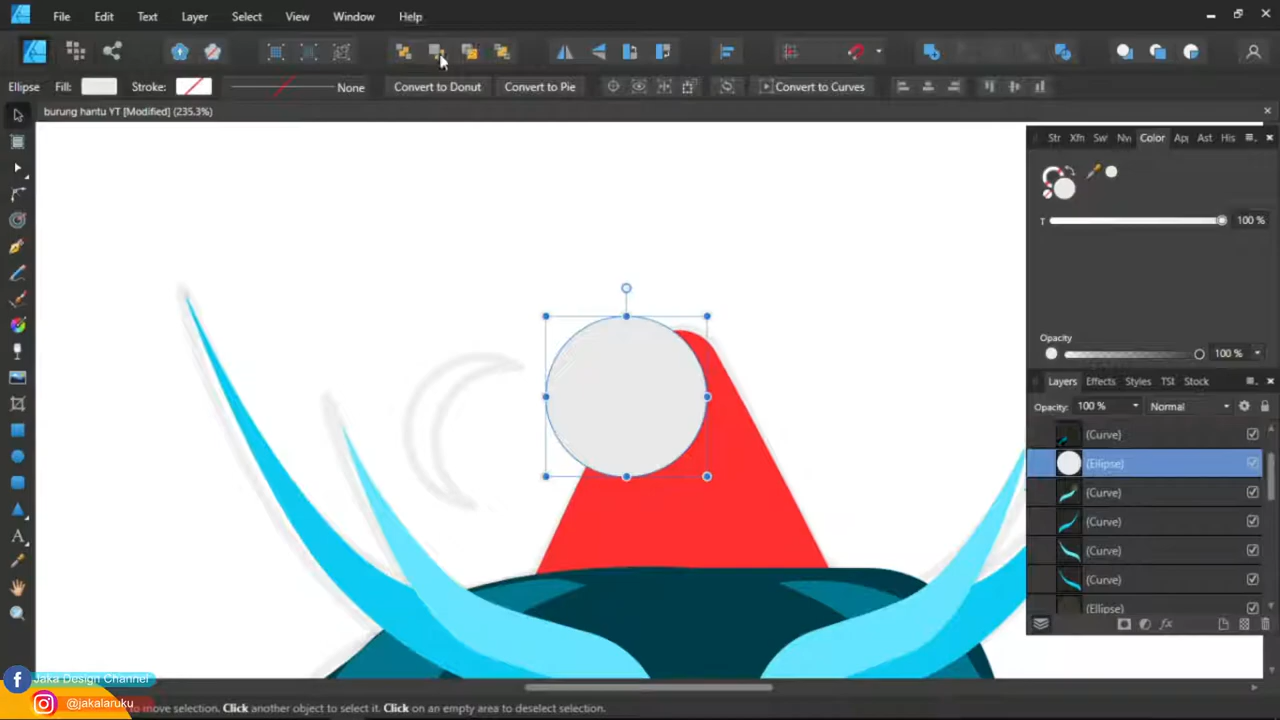 File Edit Text Layer Select View Window Help
Ellipse Fill: Stroke: None Convert to Donut Convert to Pie Convert to Curves
burung hantu YT [Modified] (235.3%)
Str Xfn Sw Nv Color Ap Ast His
T 100 %
Opacity
100 %
Layers Effects Styles TSt Stock
Opacity: 100 % Normal
(Curve)
(Ellipse)
(Curve)
(Curve)
(Curve)
(Curve)
(Ellipse)
Jaka Design Channel
@jakalaruku
to move selection. Click another object to select it. Click on an empty area to deselect selection.